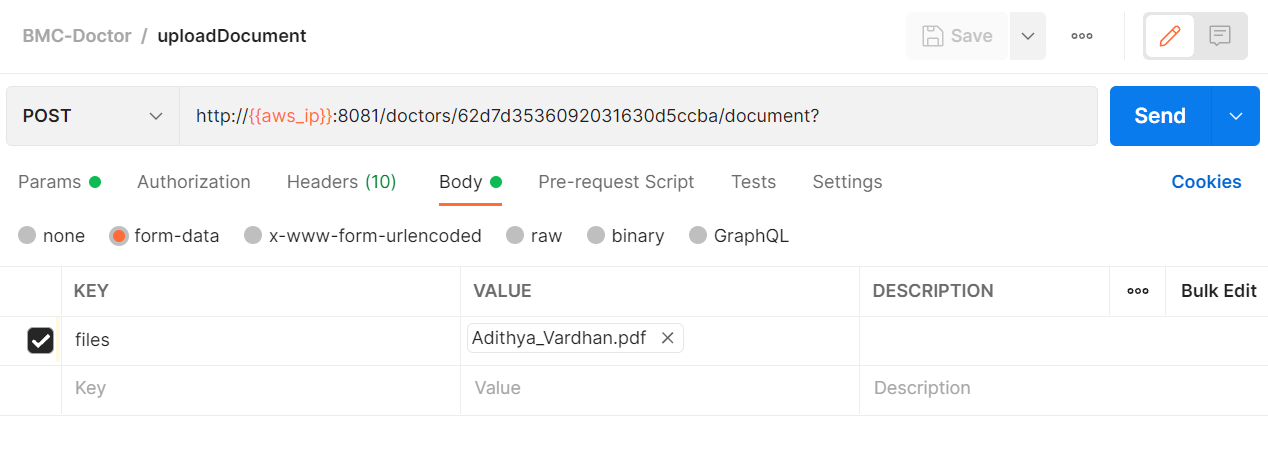 BMC-Doctor / uploadDocument
Save
POST
http://{{aws_ip}}:8081/doctors/62d7d3536092031630d5ccba/document?
Send
Params Authorization Headers (10) Body Pre-request Script Tests Settings Cookies
none form-data x-www-form-urlencoded raw binary GraphQL
KEY VALUE DESCRIPTION Bulk Edit
files Adithya_Vardhan.pdf
Key Value Description